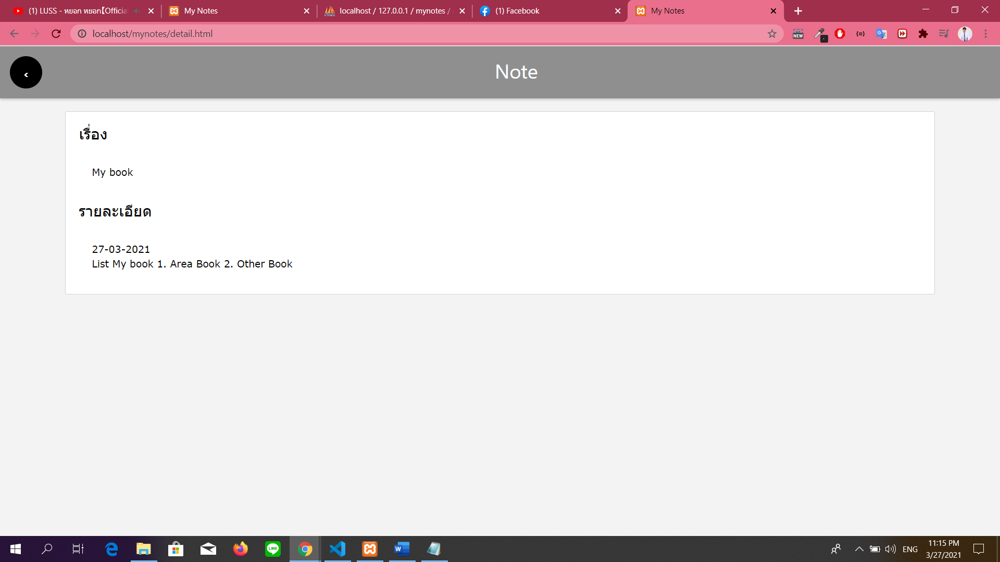 (1) LUSS - หยอก หยอก【Officia
My Notes
localhost / 127.0.0.1 / mynotes /
(1) Facebook
My Notes
localhost/mynotes/detail.html
NEW
Note
เรื่อง
My book
รายละเอียด
27-03-2021
List My book 1. Area Book 2. Other Book
LINE
ENG
11:15 PM
3/27/2021